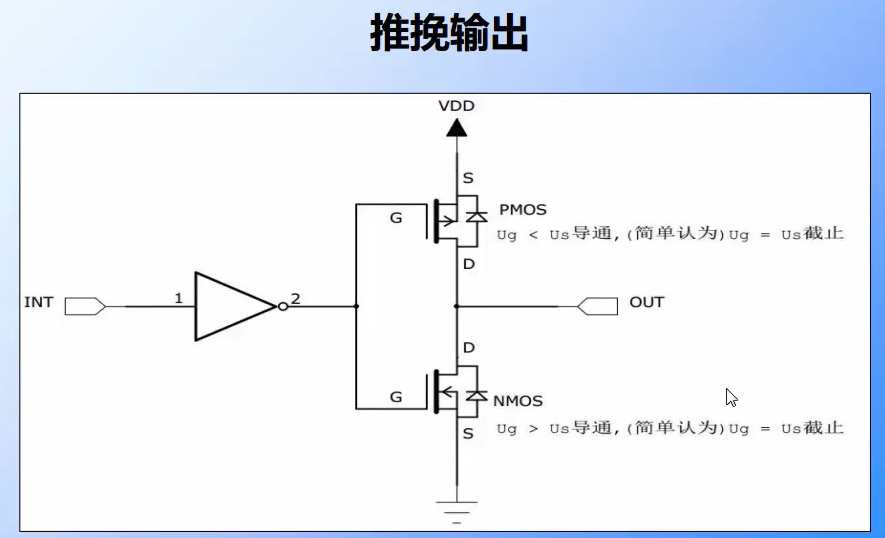 推挽输出
VDD
S
G
PMOS
Ug < Us导通,(简单认为)Ug = Us截止
D
INT
1
2
OUT
D
G
NMOS
S
Ug > Us导通,(简单认为)Ug = Us截止